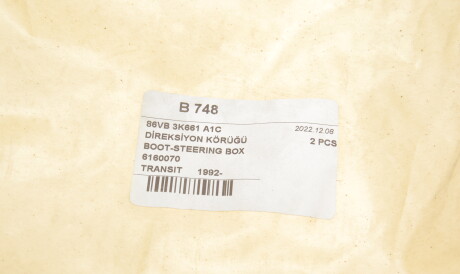 B 748
86VB 3K661 A1C 2022.12.08
DİREKSİYON KÖRÜĞÜ 2 PCS
BOOT-STEERING BOX
6160070
TRANSIT 1992-